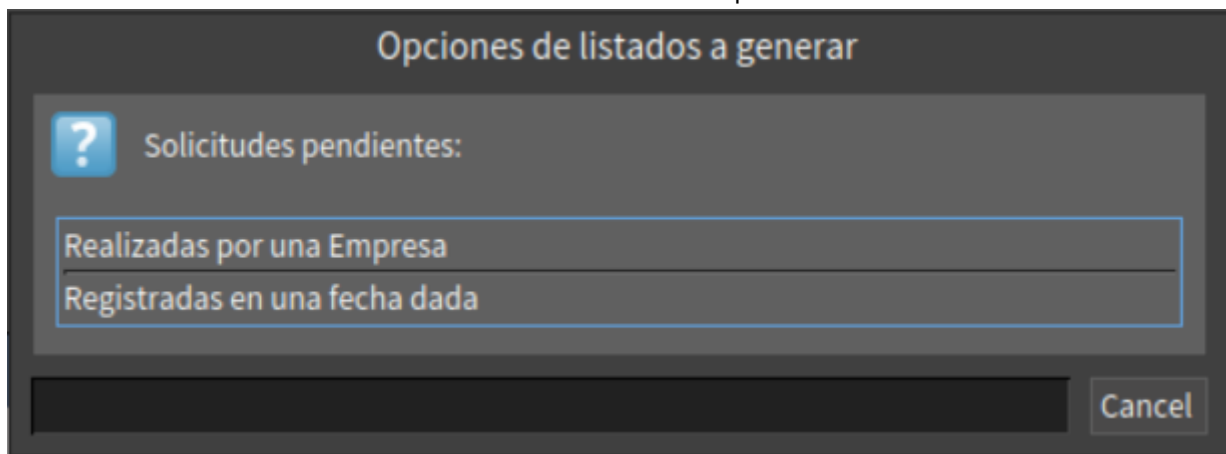 Opciones de listados a generar
?
Solicitudes pendientes:
Realizadas por una Empresa
Registradas en una fecha dada
Cancel